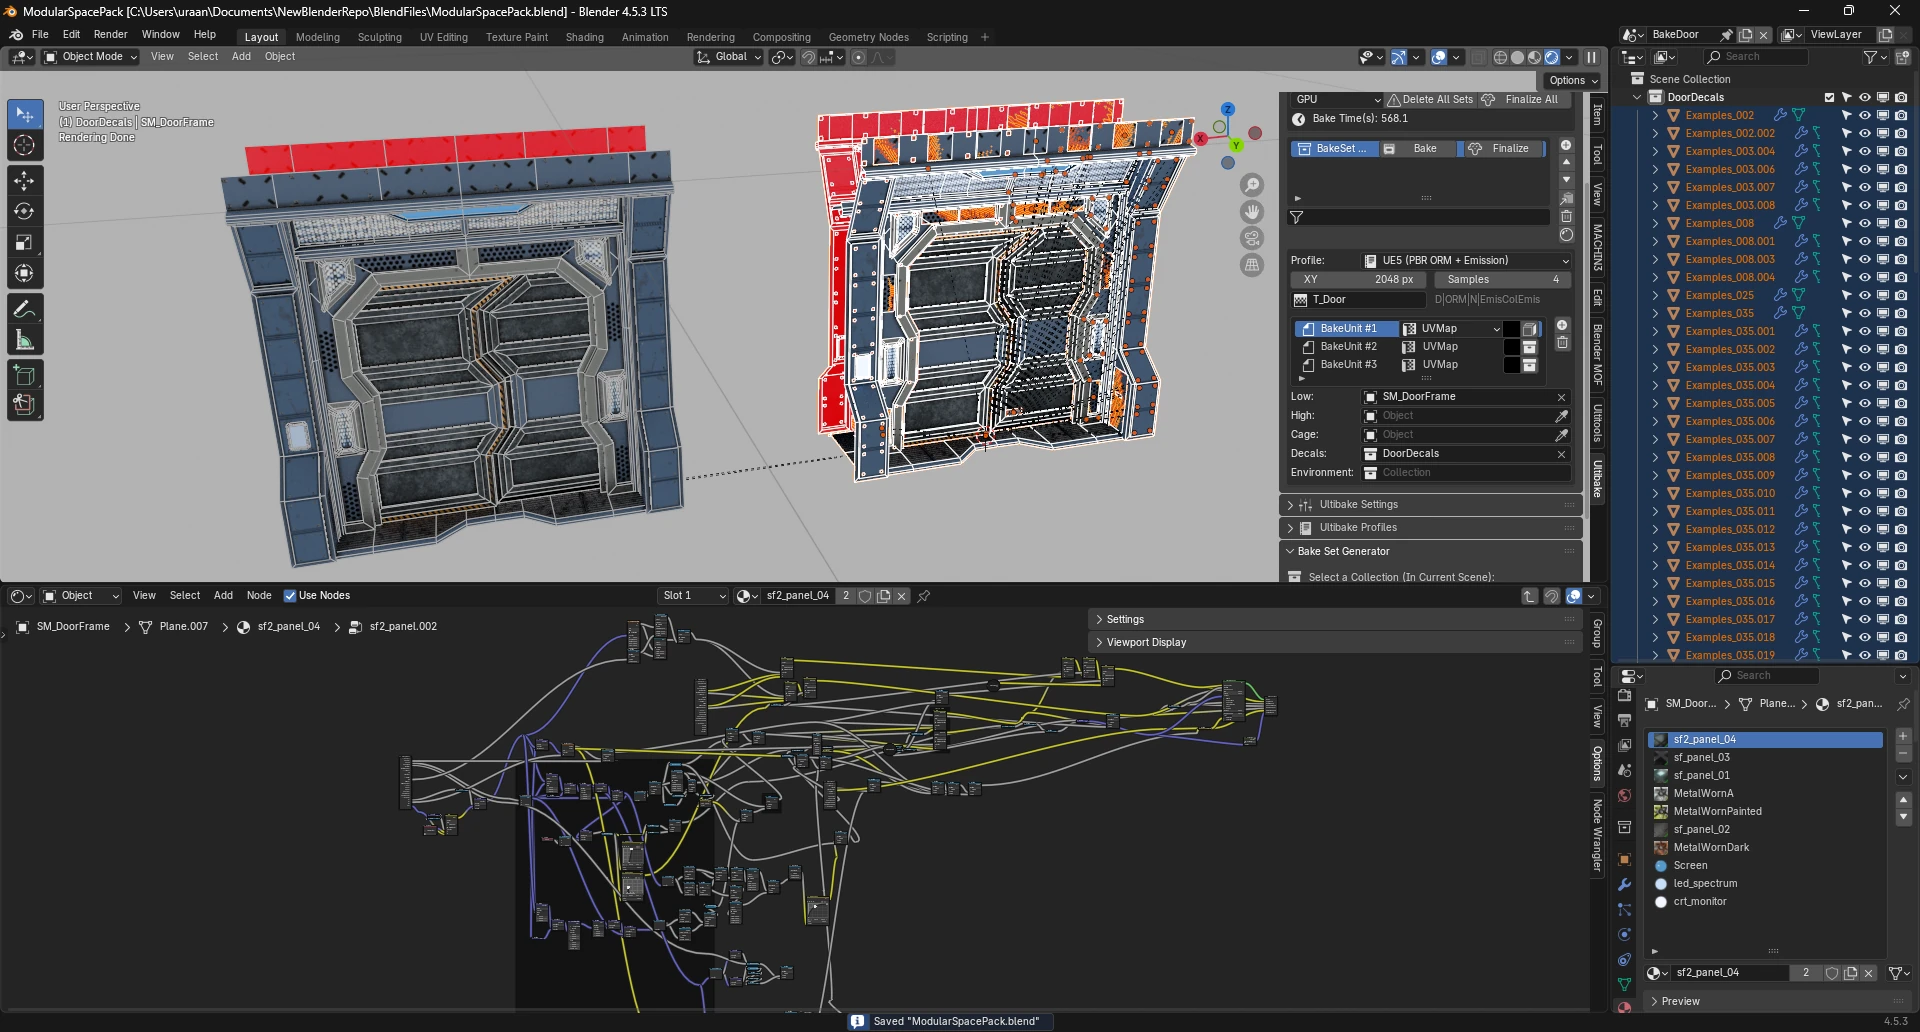 ModularSpacePack [C:\Users\uraan\Documents\NewBlenderRepo\BlendFiles\ModularSpacePack.blend] - Blender 4.5.3 LTS
File Edit Render Window Help Layout Modeling Sculpting UV Editing Texture Paint Shading Animation Rendering Compositing Geometry Nodes Scripting + BakeDoor ViewLayer
Object Mode View Select Add Object Global Search
Options
User Perspective
(1) DoorDecals | SM_DoorFrame
Rendering Done
Z
X
Y
GPU Delete All Sets Finalize All
Bake Time(s): 568.1
BakeSet ... Bake Finalize
Profile: UE5 (PBR ORM + Emission)
XY 2048 px Samples 4
T_Door D|ORM|N|EmisColEmis
BakeUnit #1 UVMap
BakeUnit #2 UVMap
BakeUnit #3 UVMap
Low: SM_DoorFrame
High: Object
Cage: Object
Decals: DoorDecals
Environment: Collection
Ultibake Settings
Ultibake Profiles
Bake Set Generator
Select a Collection (In Current Scene):
Item
Tool
View
MACHIN3
Edit
Blender MOF
Ultitools
Ultibake
Scene Collection
DoorDecals
Examples_002
Examples_002.002
Examples_003.004
Examples_003.006
Examples_003.007
Examples_003.008
Examples_008
Examples_008.001
Examples_008.003
Examples_008.004
Examples_025
Examples_035
Examples_035.001
Examples_035.002
Examples_035.003
Examples_035.004
Examples_035.005
Examples_035.006
Examples_035.007
Examples_035.008
Examples_035.009
Examples_035.010
Examples_035.011
Examples_035.012
Examples_035.013
Examples_035.014
Examples_035.015
Examples_035.016
Examples_035.017
Examples_035.018
Examples_035.019
Object View Select Add Node Use Nodes Slot 1 sf2_panel_04 2
SM_DoorFrame > Plane.007 > sf2_panel_04 > sf2_panel.002
Settings
Viewport Display
Group
Tool
View
Options
Node Wrangler
Search
SM_Door... > Plane... > sf2_pan...
sf2_panel_04
sf_panel_03
sf_panel_01
MetalWornA
MetalWornPainted
sf_panel_02
MetalWornDark
Screen
led_spectrum
crt_monitor
sf2_panel_04 2
Preview
Saved "ModularSpacePack.blend"
4.5.3